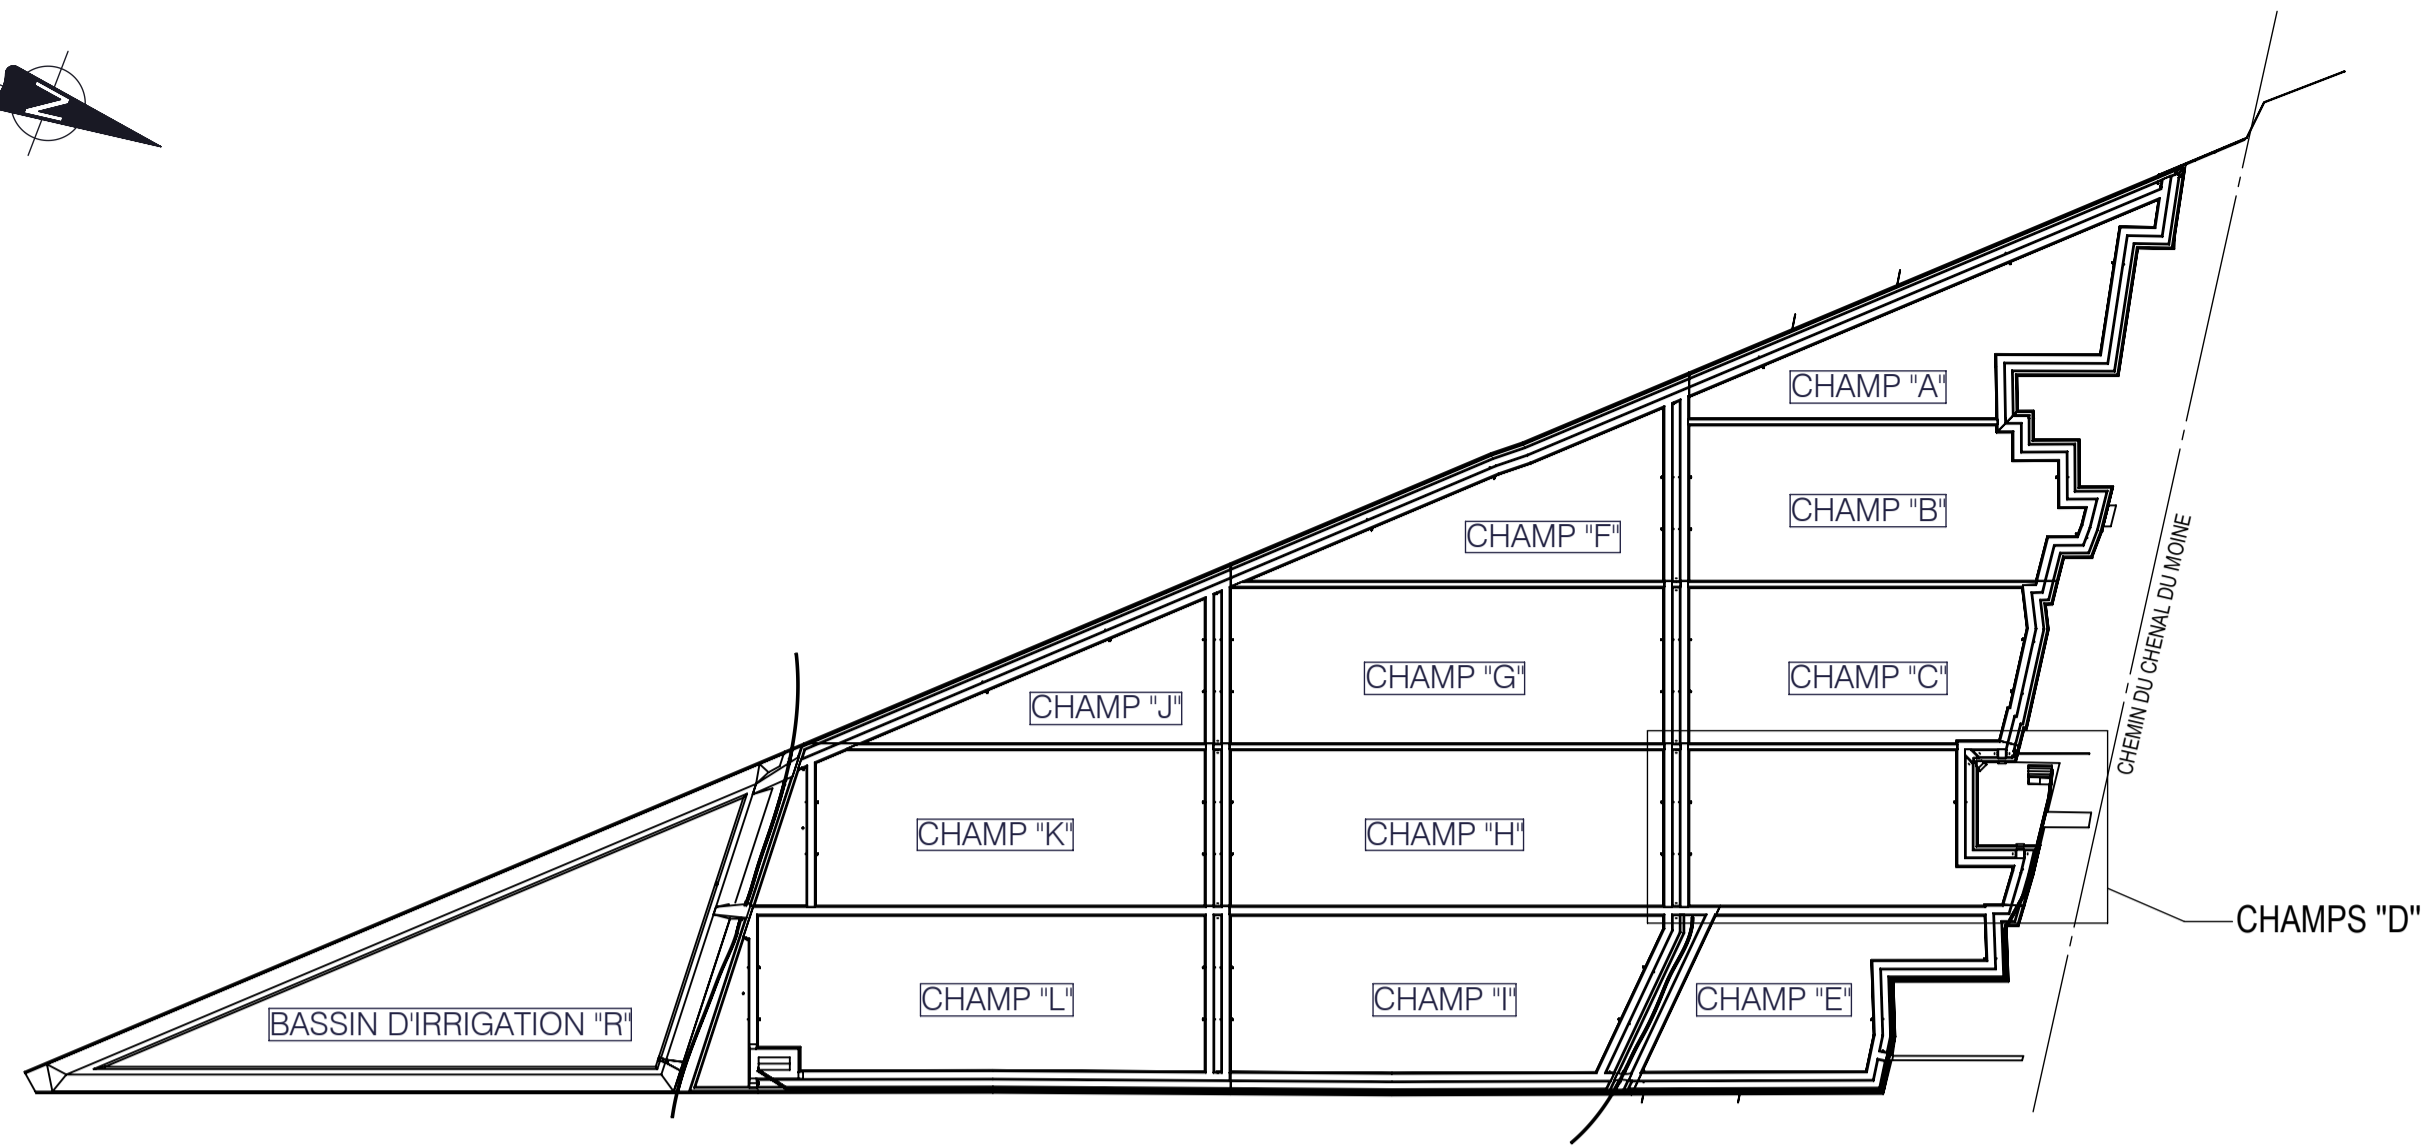 N
CHAMP "A"
CHAMP "B"
CHAMP "F"
CHAMP "G"
CHAMP "C"
CHEMIN DU CHENAL DU MOINE
CHAMP "J"
CHAMP "K"
CHAMP "H"
CHAMPS "D"
CHAMP "L"
CHAMP "I"
CHAMP "E"
BASSIN D'IRRIGATION "R"